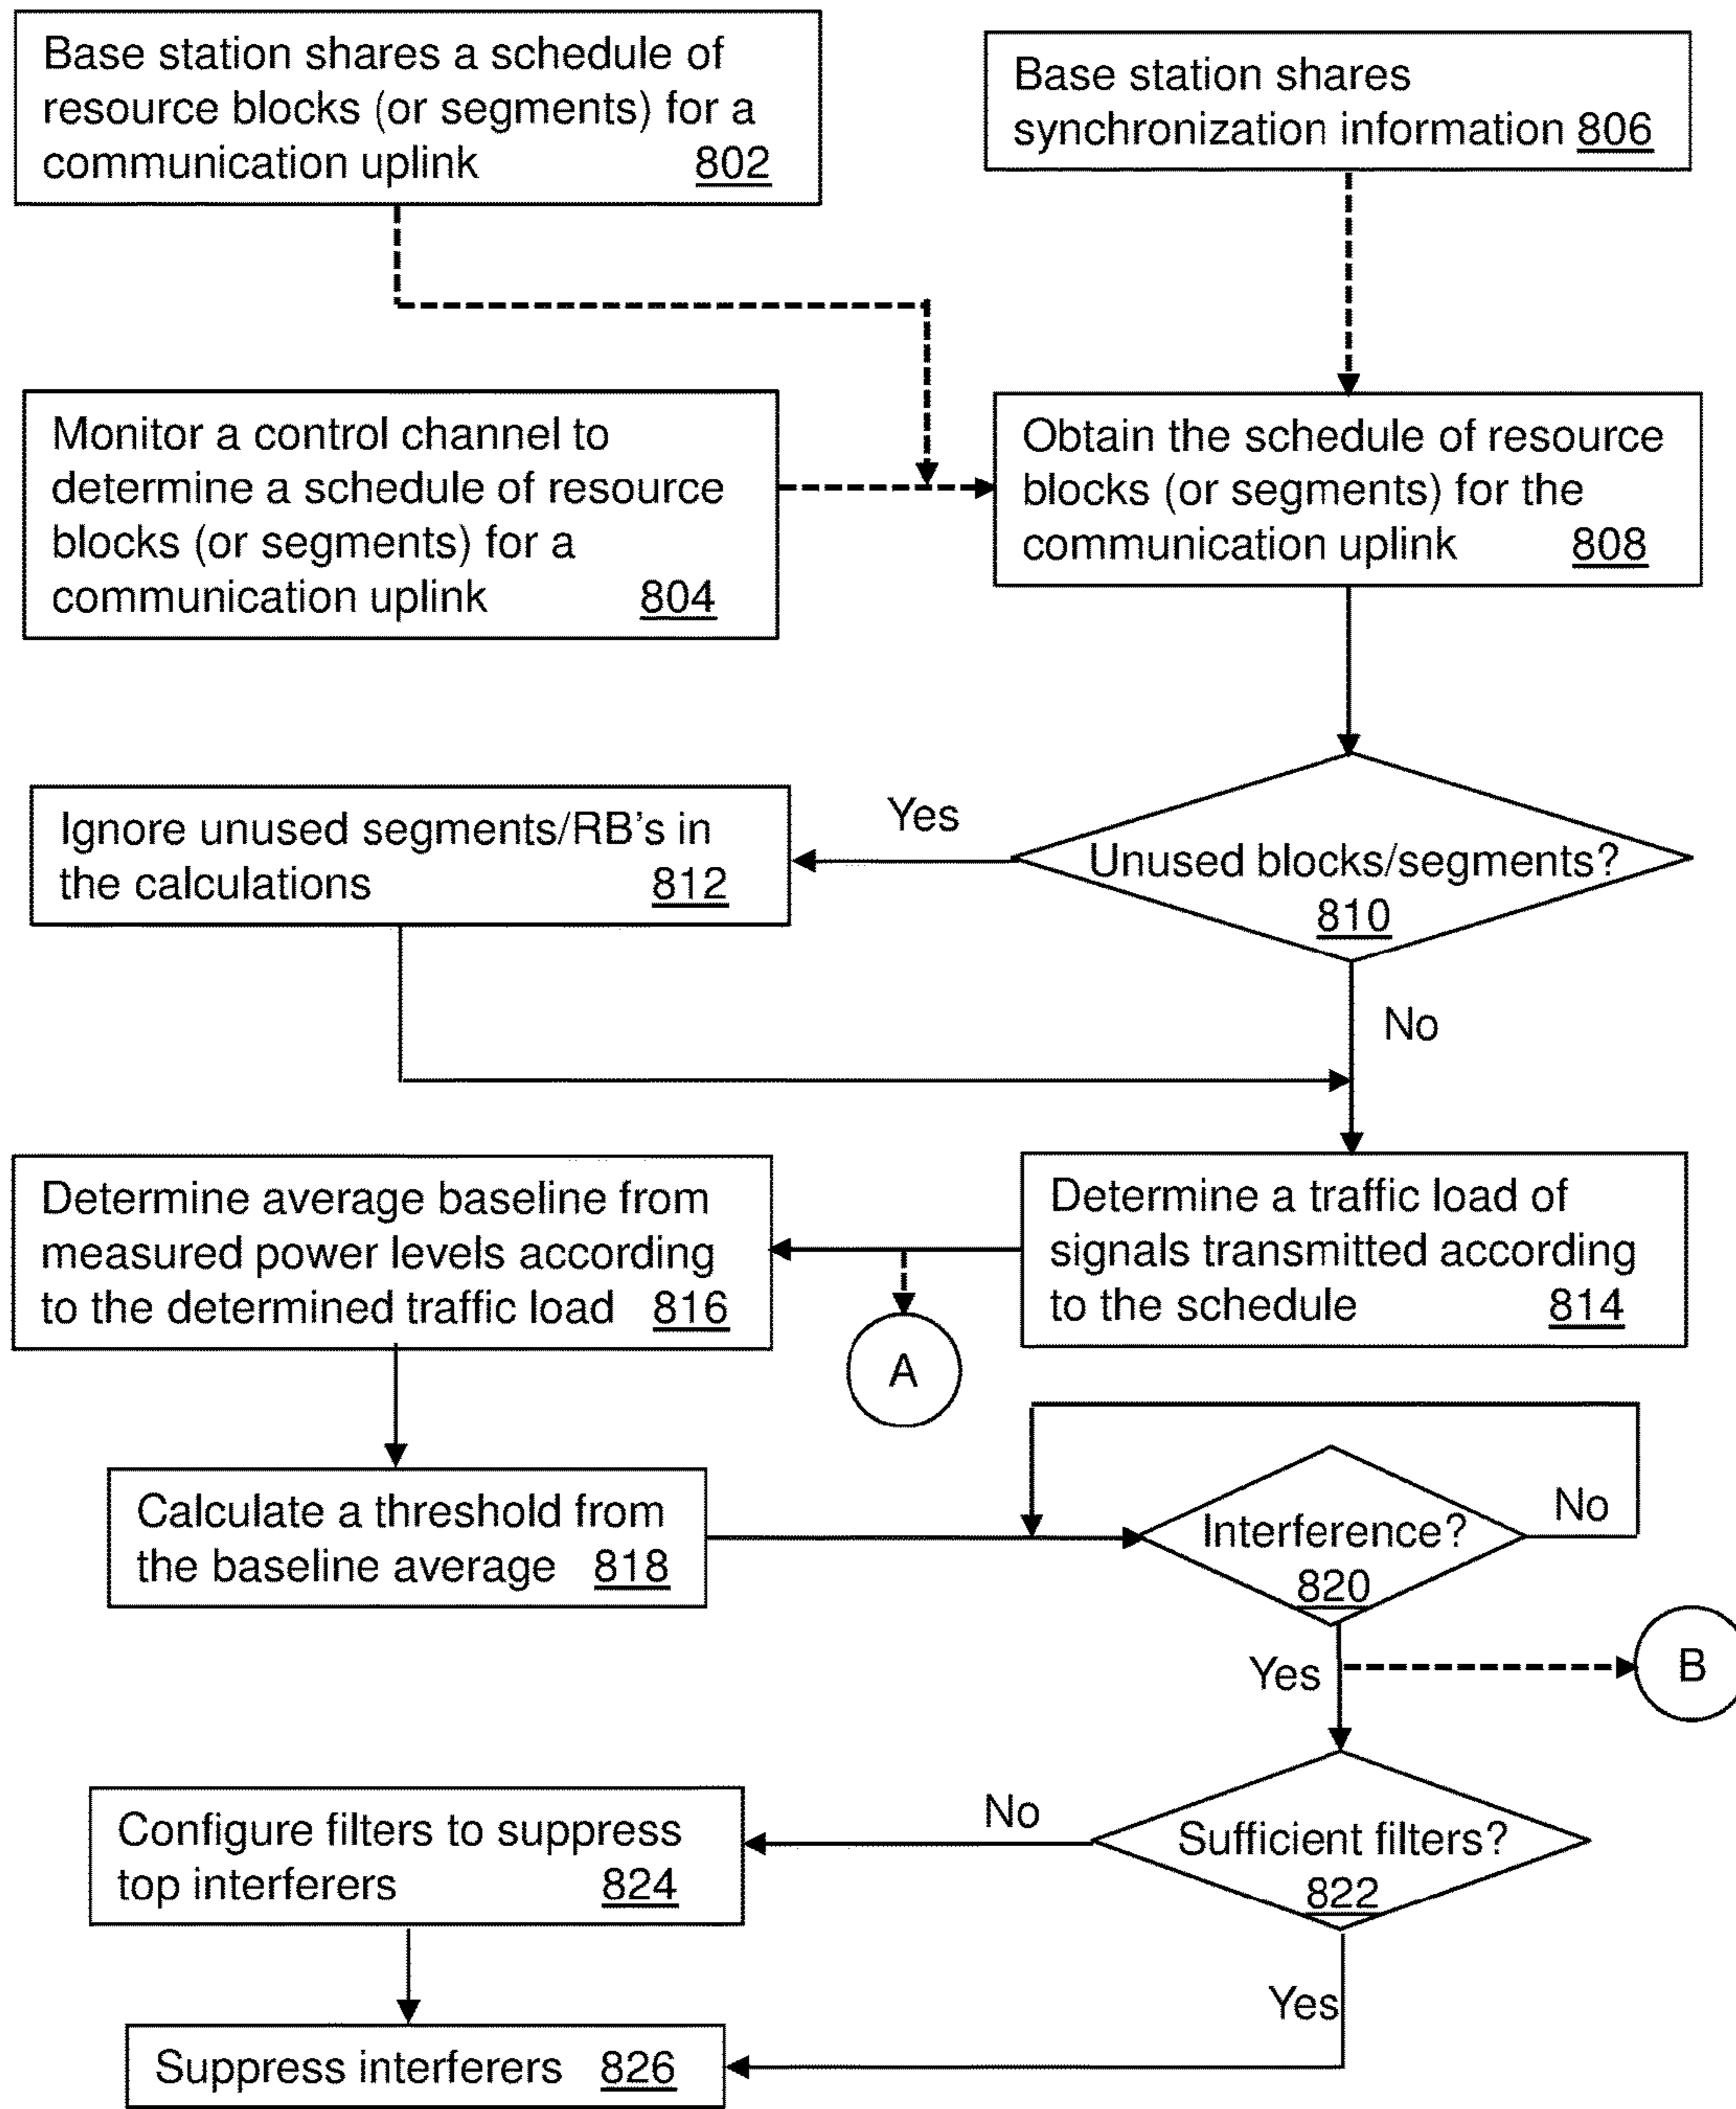 Base station shares a schedule of
resource blocks (or segments) for a
communication uplink 802
Base station shares
synchronization information 806
Monitor a control channel to
determine a schedule of resource
blocks (or segments) for a
communication uplink 804
Obtain the schedule of resource
blocks (or segments) for the
communication uplink 808
Ignore unused segments/RB's in
the calculations 812
Yes
Unused blocks/segments?
810
No
Determine average baseline from
measured power levels according
to the determined traffic load 816
Determine a traffic load of
signals transmitted according
to the schedule 814
A
Calculate a threshold from
the baseline average 818
Interference?
820
No
Yes
B
Configure filters to suppress
top interferers 824
No
Sufficient filters?
822
Yes
Suppress interferers 826